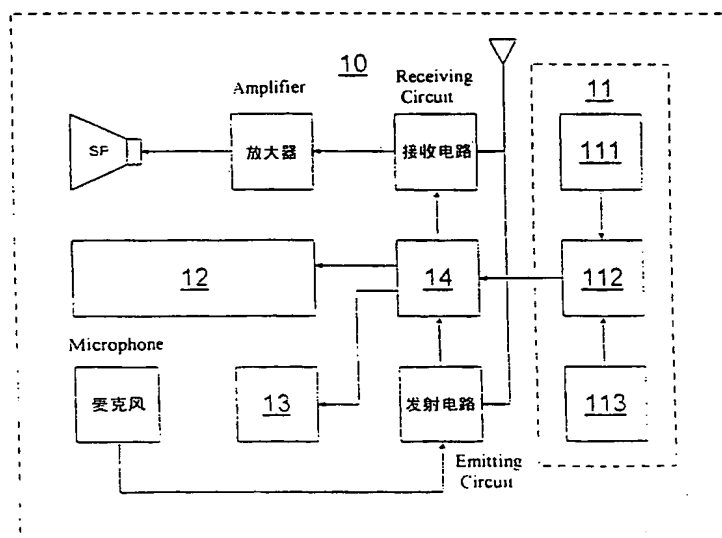 10
Receiving
Circuit
Amplifier
11
SP
放大器
接收电路
111
12
14
112
Microphone
麦克风
13
发射电路
113
Emitting
Circuit